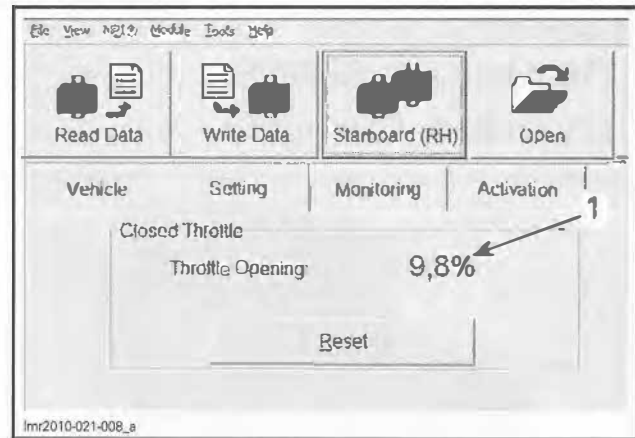 File View Module Tools Help
Read Data Write Data Starboard (RH) Open
Vehicle Setting Monitoring Activation
1
Closed Throttle
Throttle Opening: 9,8%
Reset
lmr2010-021-008_a